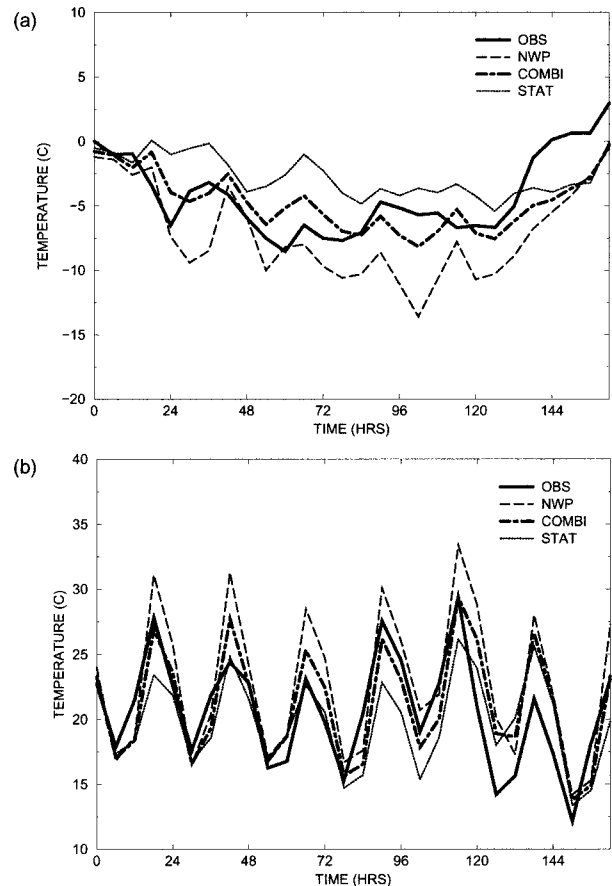 (a)
10
5
0
−5
−10
−15
−20
TEMPERATURE (C)
OBS
NWP
COMBI
STAT
0 24 48 72 96 120 144
TIME (HRS)
(b)
40
35
30
25
20
15
10
TEMPERATURE (C)
OBS
NWP
COMBI
STAT
0 24 48 72 96 120 144
TIME (HRS)